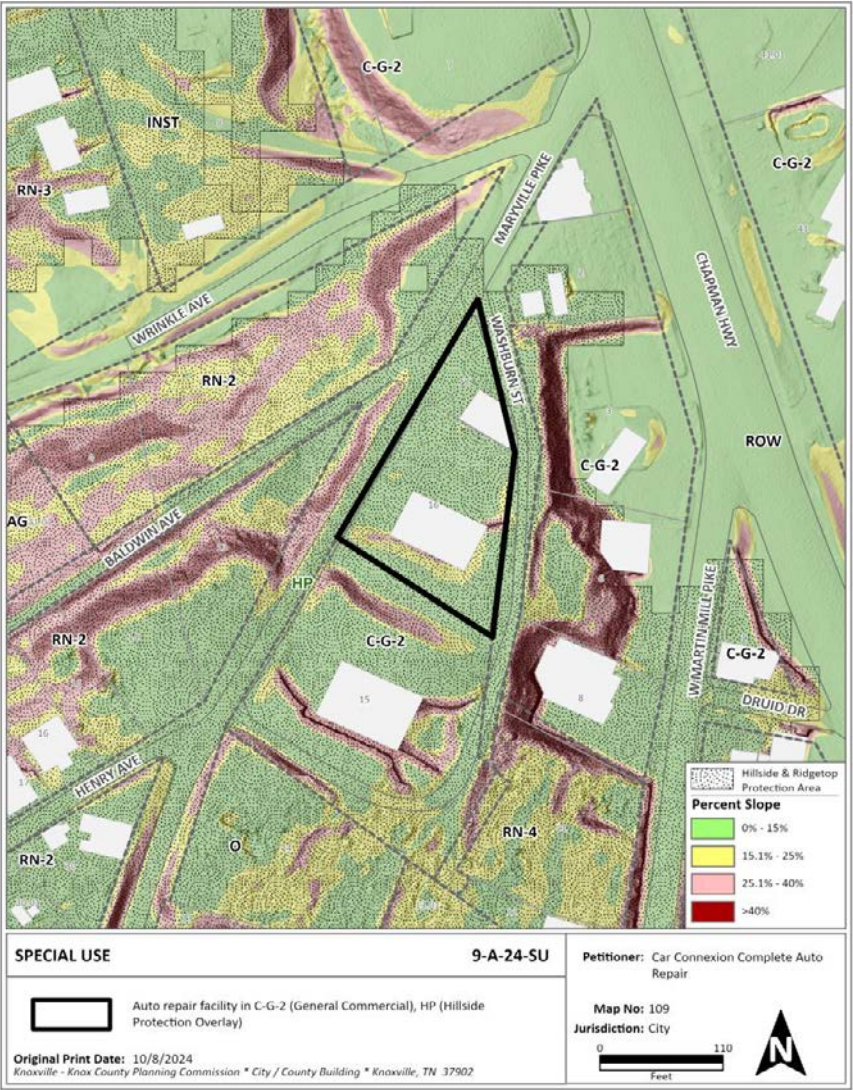 C-G-2
7
INST
C-G-2
RN-3
MARYVILLE PIKE
2
CHAPMAN HWY
WRINKLE AVE
WASHBURN ST
RN-2
3
C-G-2
ROW
AG
16
BALDWIN AVE
HP
W MARTIN MILL PIKE
RN-2
C-G-2
C-G-2
15
8
DRUID DR
16
17
HENRY AVE
RN-4
O
RN-2
Hillside & Ridgetop
Protection Area
Percent Slope
0% - 15%
15.1% - 25%
25.1% - 40%
>40%
SPECIAL USE
9-A-24-SU
Auto repair facility in C-G-2 (General Commercial), HP (Hillside
Protection Overlay)
Original Print Date: 10/8/2024
Knoxville - Knox County Planning Commission * City / County Building * Knoxville, TN 37902
Petitioner: Car Connexion Complete Auto
Repair
Map No: 109
Jurisdiction: City
0 110
Feet
N